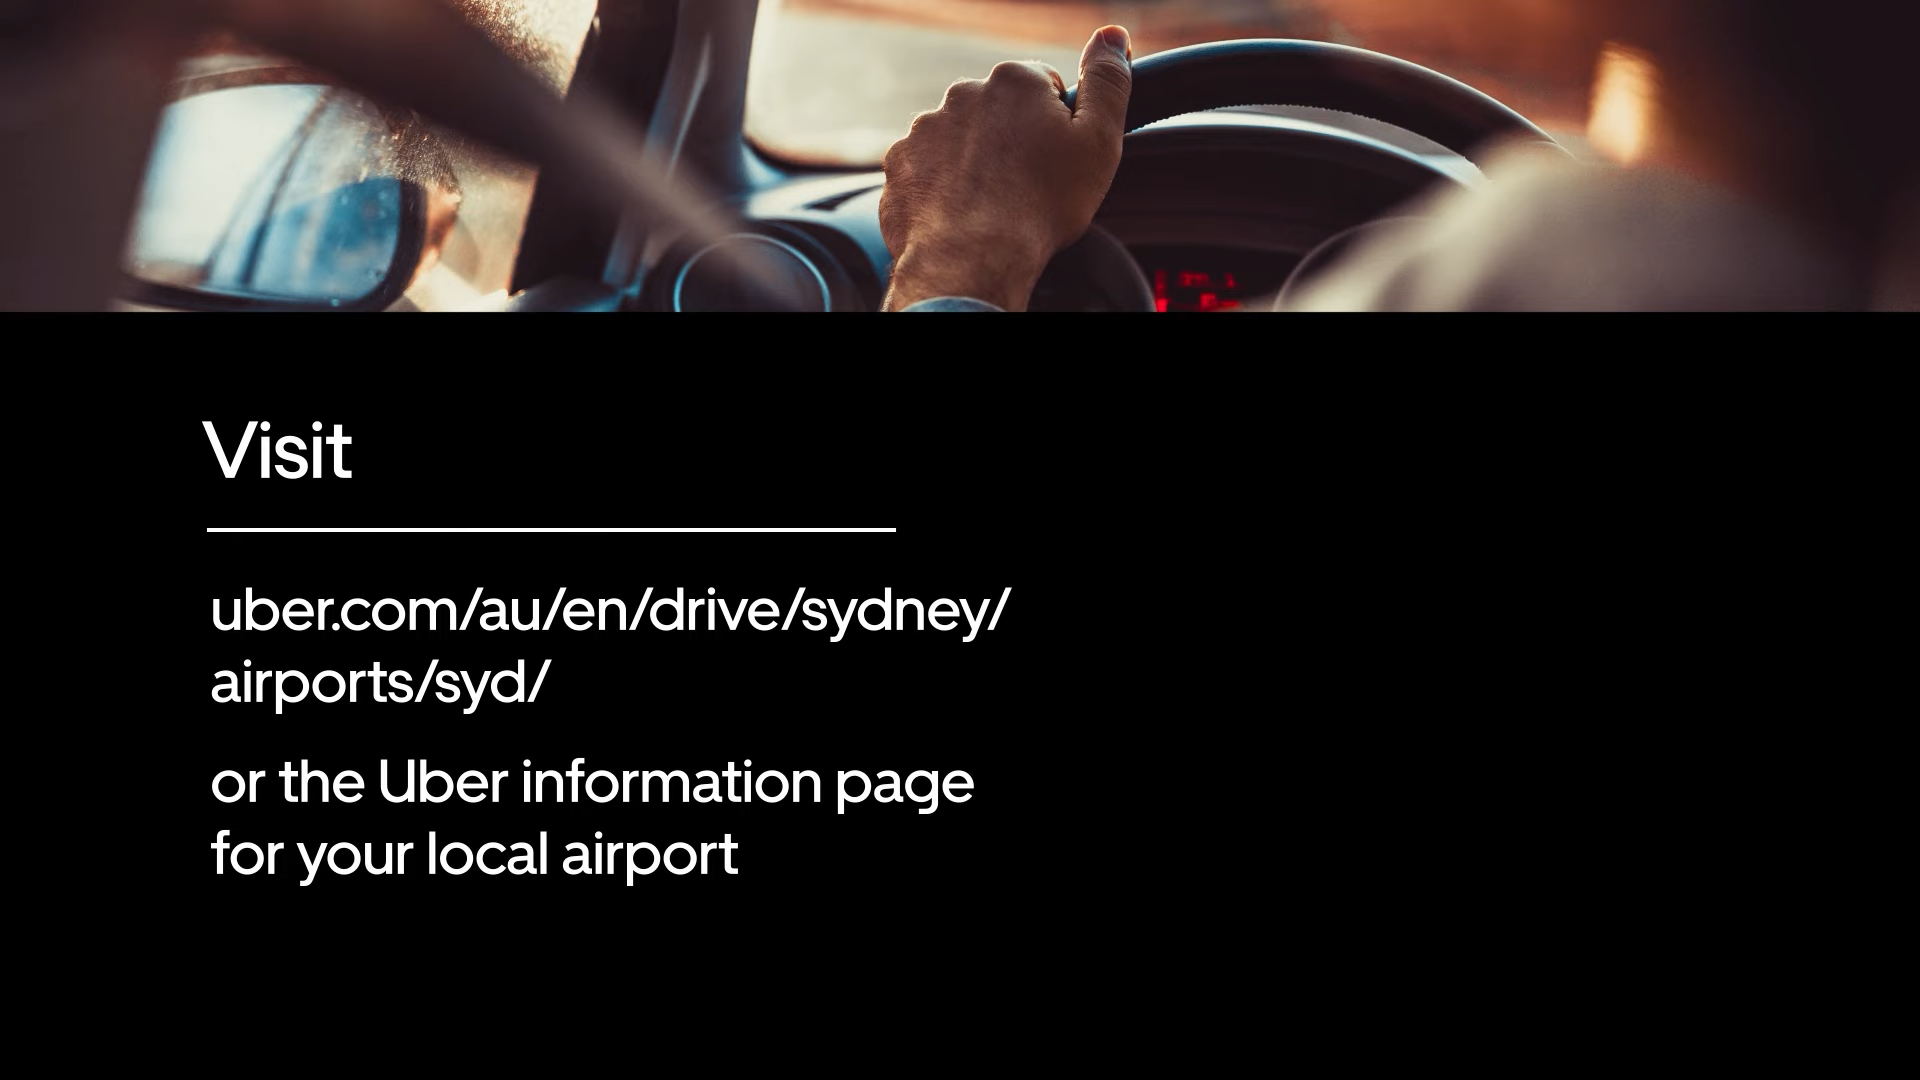 Visit
uber.com/au/en/drive/sydney/
airports/syd/
or the Uber information page
for your local airport